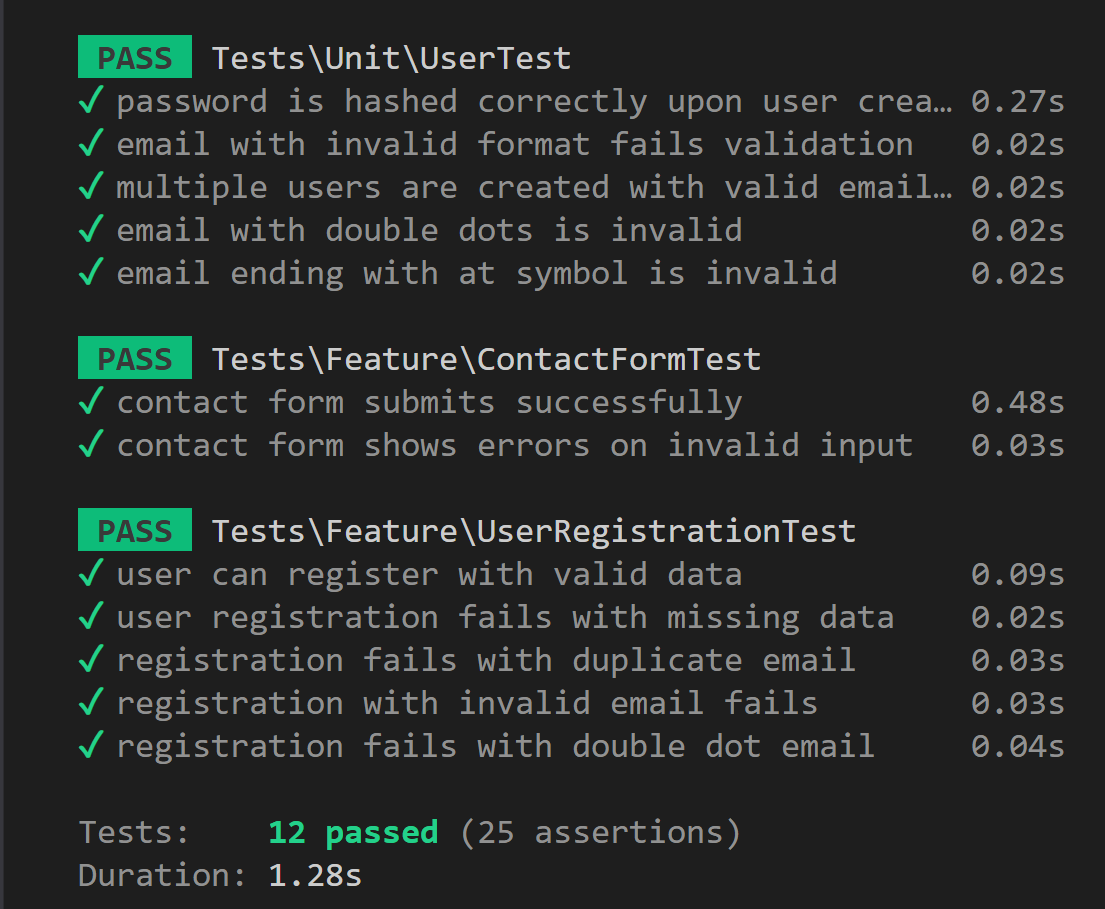 PASS Tests\Unit\UserTest
✓ password is hashed correctly upon user crea… 0.27s
✓ email with invalid format fails validation 0.02s
✓ multiple users are created with valid email… 0.02s
✓ email with double dots is invalid 0.02s
✓ email ending with at symbol is invalid 0.02s
PASS Tests\Feature\ContactFormTest
✓ contact form submits successfully 0.48s
✓ contact form shows errors on invalid input 0.03s
PASS Tests\Feature\UserRegistrationTest
✓ user can register with valid data 0.09s
✓ user registration fails with missing data 0.02s
✓ registration fails with duplicate email 0.03s
✓ registration with invalid email fails 0.03s
✓ registration fails with double dot email 0.04s
Tests: 12 passed (25 assertions)
Duration: 1.28s